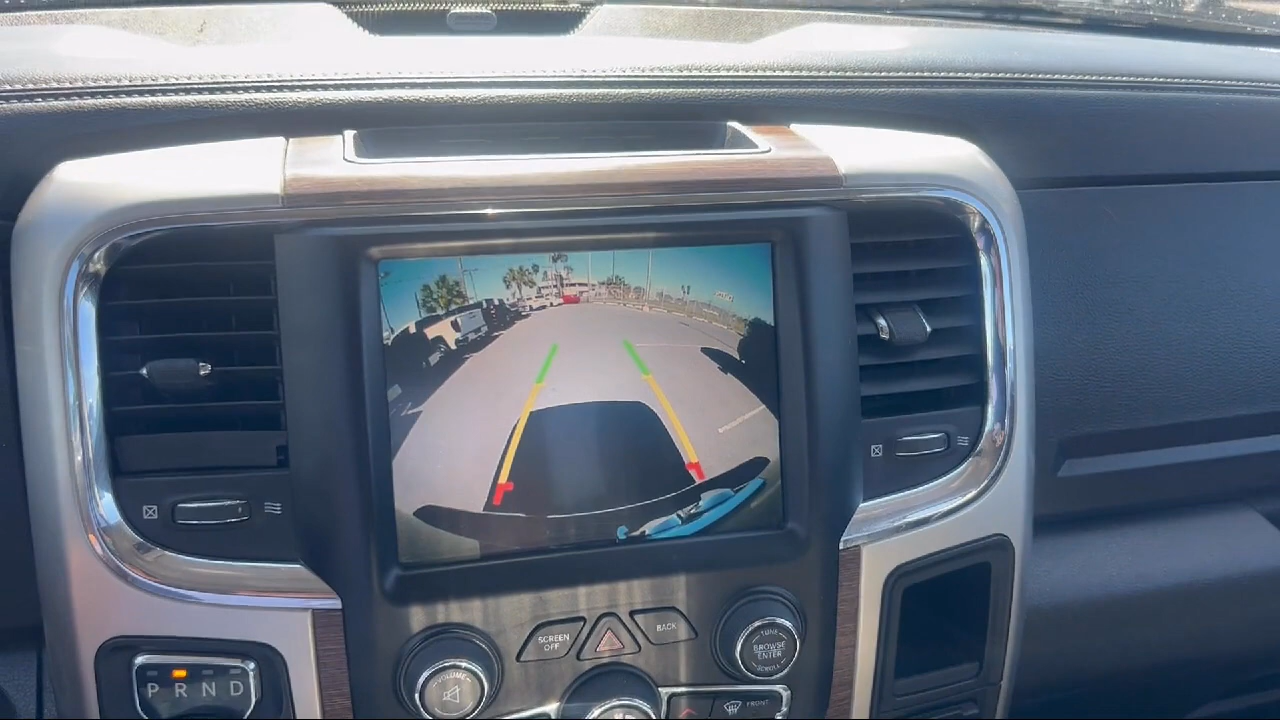 SCREEN
OFF
BACK
VOLUME
TUNE
BROWSE
ENTER
SCROLL
P R N D
FRONT